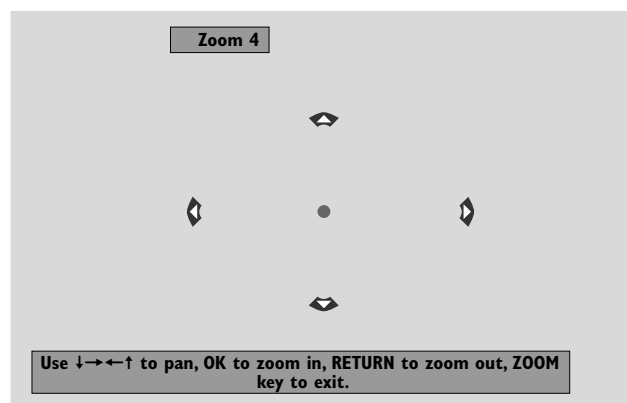 Zoom 4
Use ↓→←↑ to pan, OK to zoom in, RETURN to zoom out, ZOOM
key to exit.